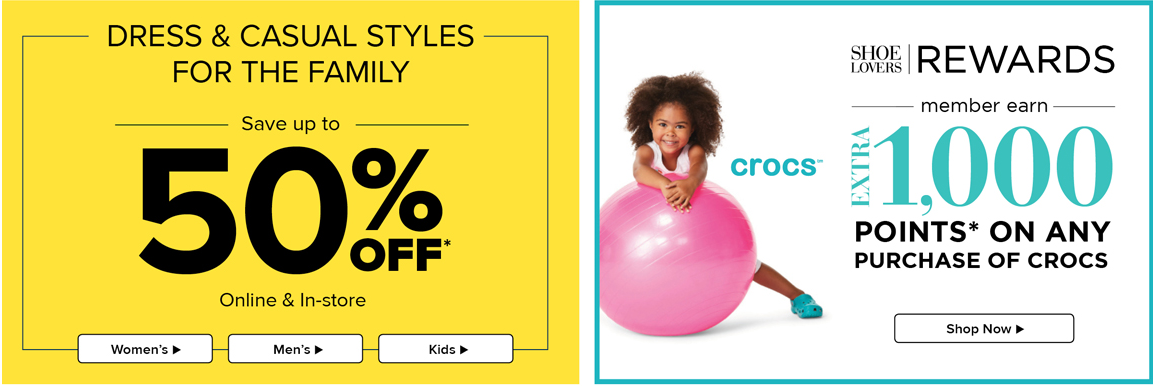 DRESS & CASUAL STYLES
FOR THE FAMILY
Save up to
50% OFF*
Online & In-store
Women's ▶
Men's ▶
Kids ▶
crocs™
SHOE LOVERS | REWARDS
member earn
EXTRA 1,000
POINTS* ON ANY
PURCHASE OF CROCS
Shop Now ▶